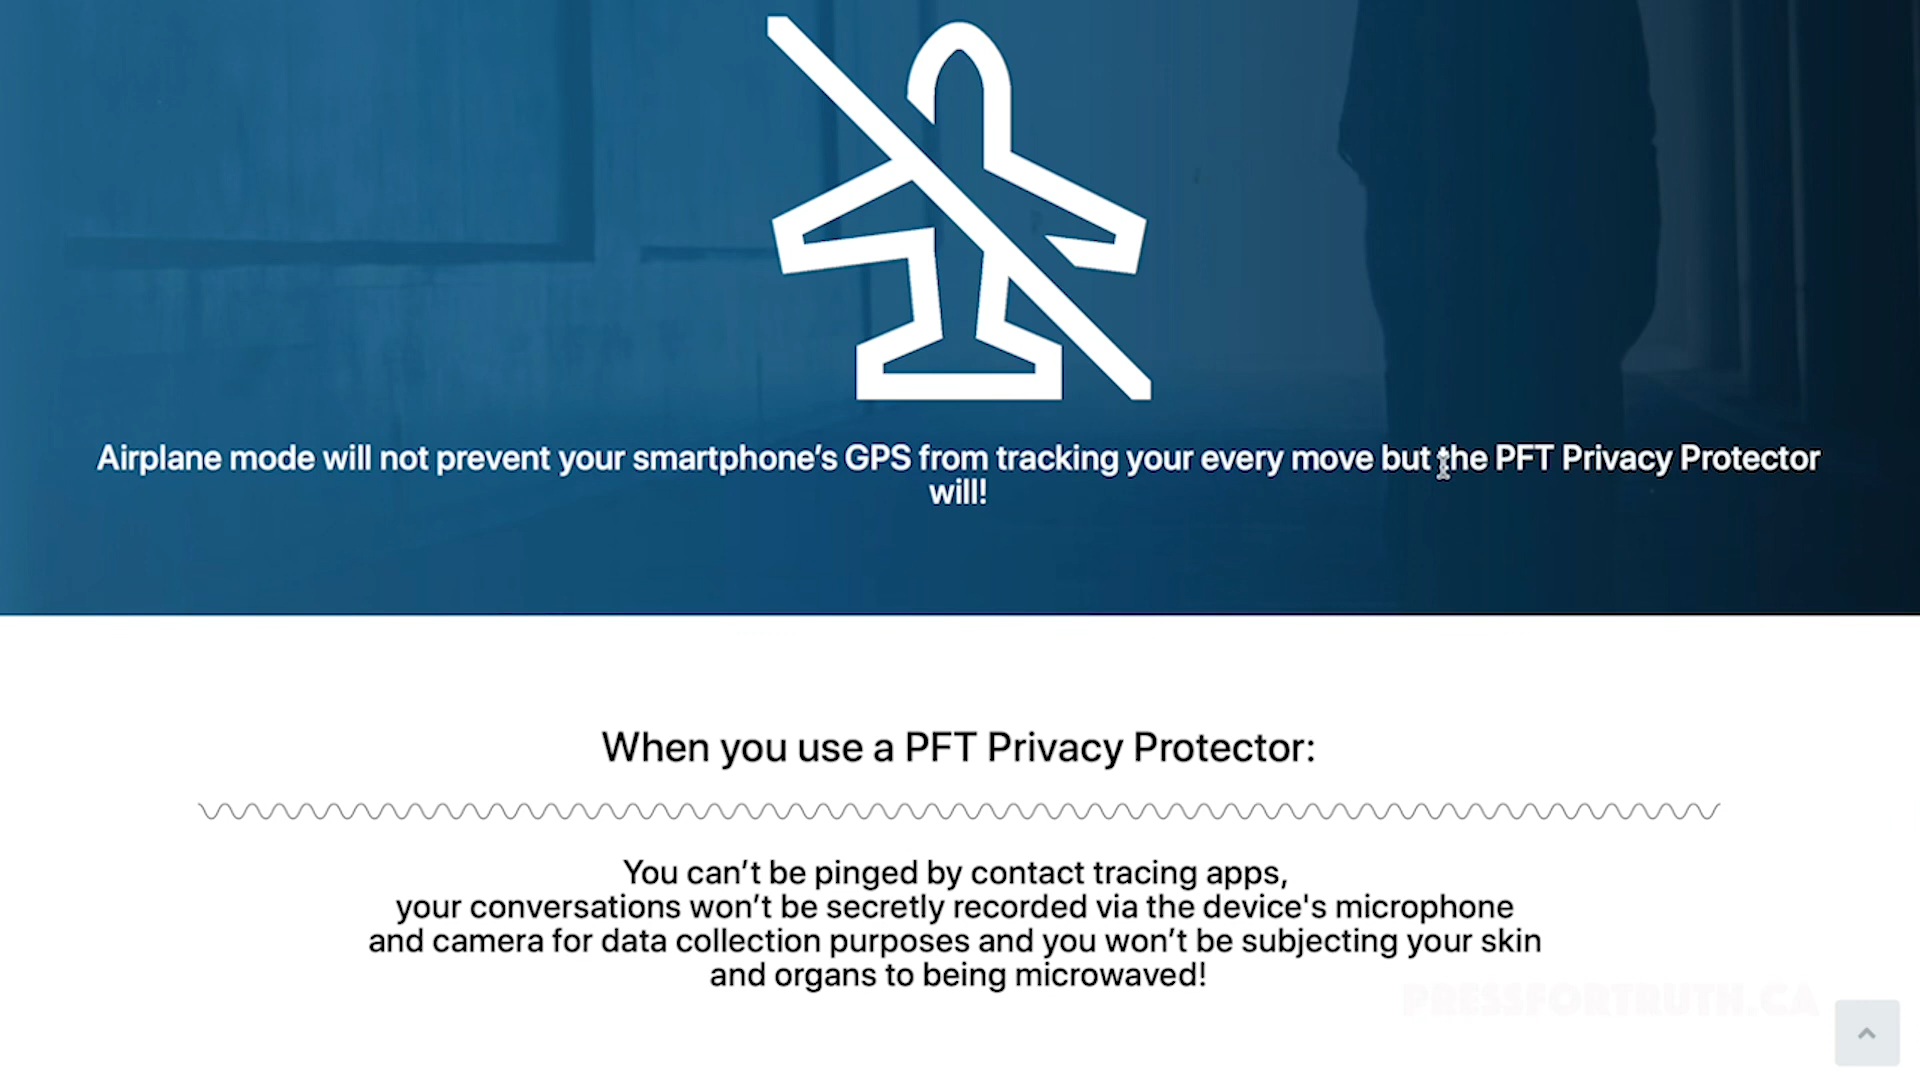 Airplane mode will not prevent your smartphone’s GPS from tracking your every move but the PFT Privacy Protector
will!
When you use a PFT Privacy Protector:
You can’t be pinged by contact tracing apps,
your conversations won’t be secretly recorded via the device's microphone
and camera for data collection purposes and you won’t be subjecting your skin
and organs to being microwaved!
PRESSFORTRUTH.CA